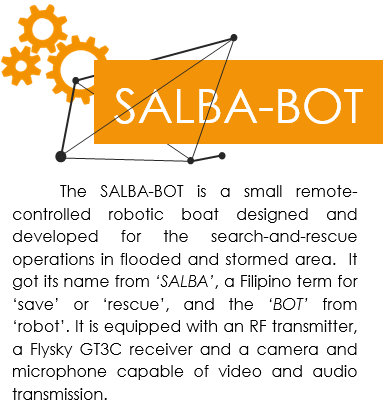 SALBA-BOT
The SALBA-BOT is a small remote-
controlled robotic boat designed and
developed for the search-and-rescue
operations in flooded and stormed area. It
got its name from ‘SALBA’, a Filipino term for
‘save’ or ‘rescue’, and the ‘BOT’ from
‘robot’. It is equipped with an RF transmitter,
a Flysky GT3C receiver and a camera and
microphone capable of video and audio
transmission.